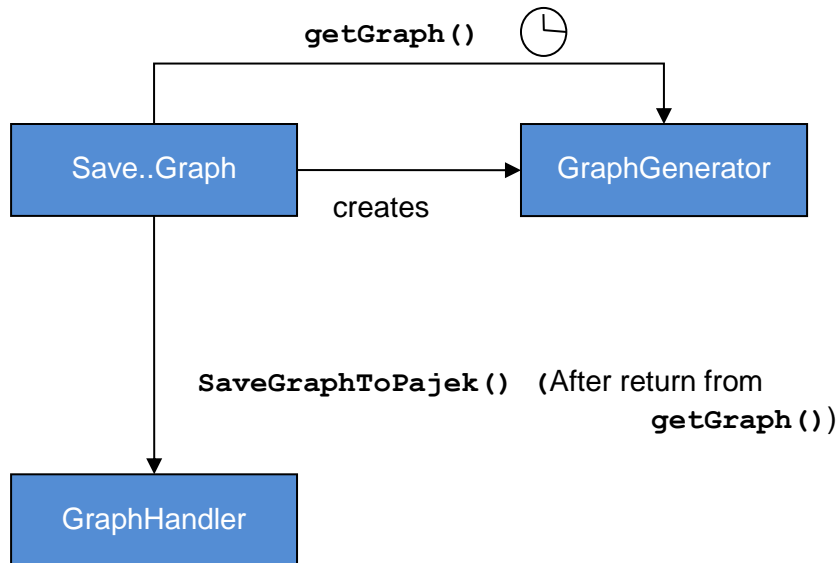 getGraph()
Save..Graph
GraphGenerator
creates
SaveGraphToPajek() (After return from
getGraph())
GraphHandler